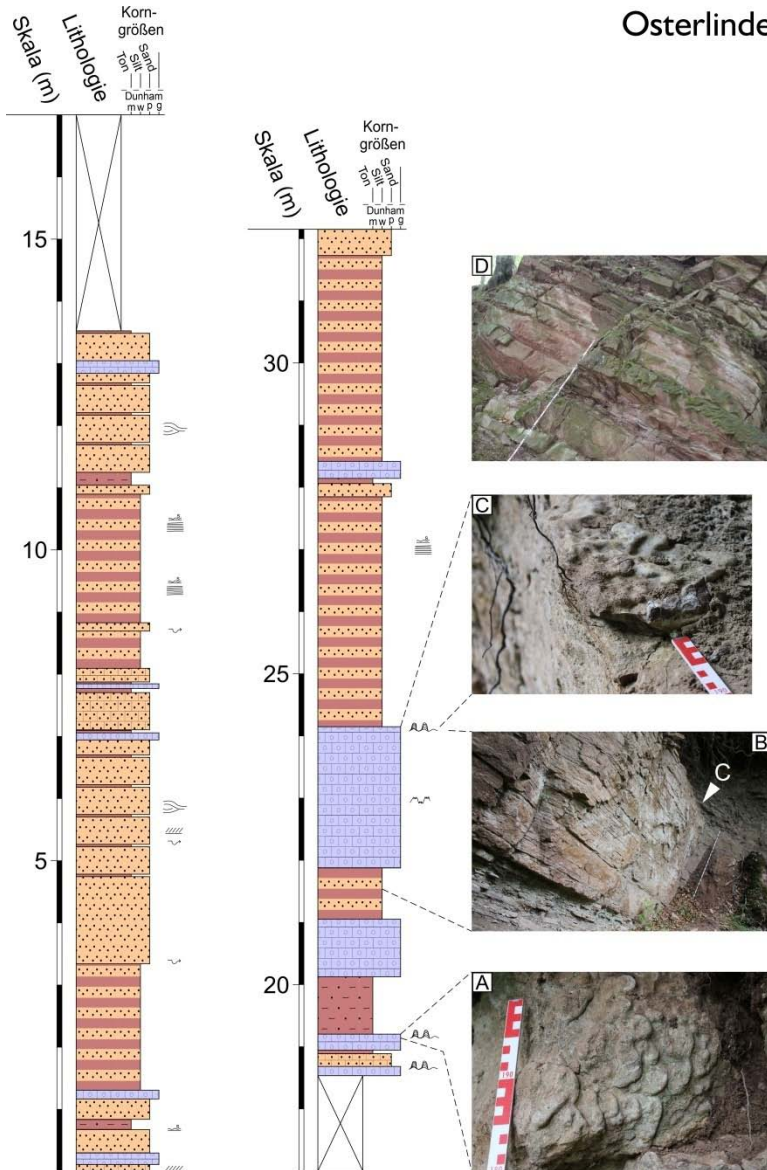 Osterlinde
Skala (m)
Lithologie
Korn-
größen
Ton
Silt
Sand
Dunham
m w p g
15
10
5
Skala (m)
Lithologie
Korn-
größen
Ton
Silt
Sand
Dunham
m w p g
30
25
20
D
C
B
C
A
190